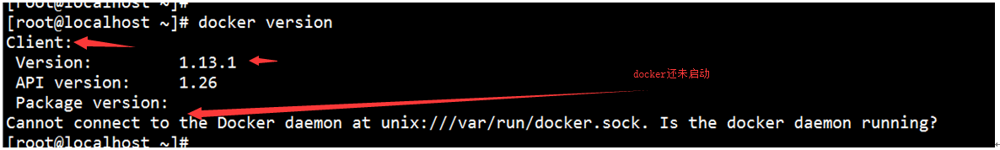 [root@localhost ~]#
[root@localhost ~]# docker version
Client:
Version: 1.13.1
API version: 1.26
docker还未启动
Package version:
Cannot connect to the Docker daemon at unix:///var/run/docker.sock. Is the docker daemon running?
[root@localhost ~]#